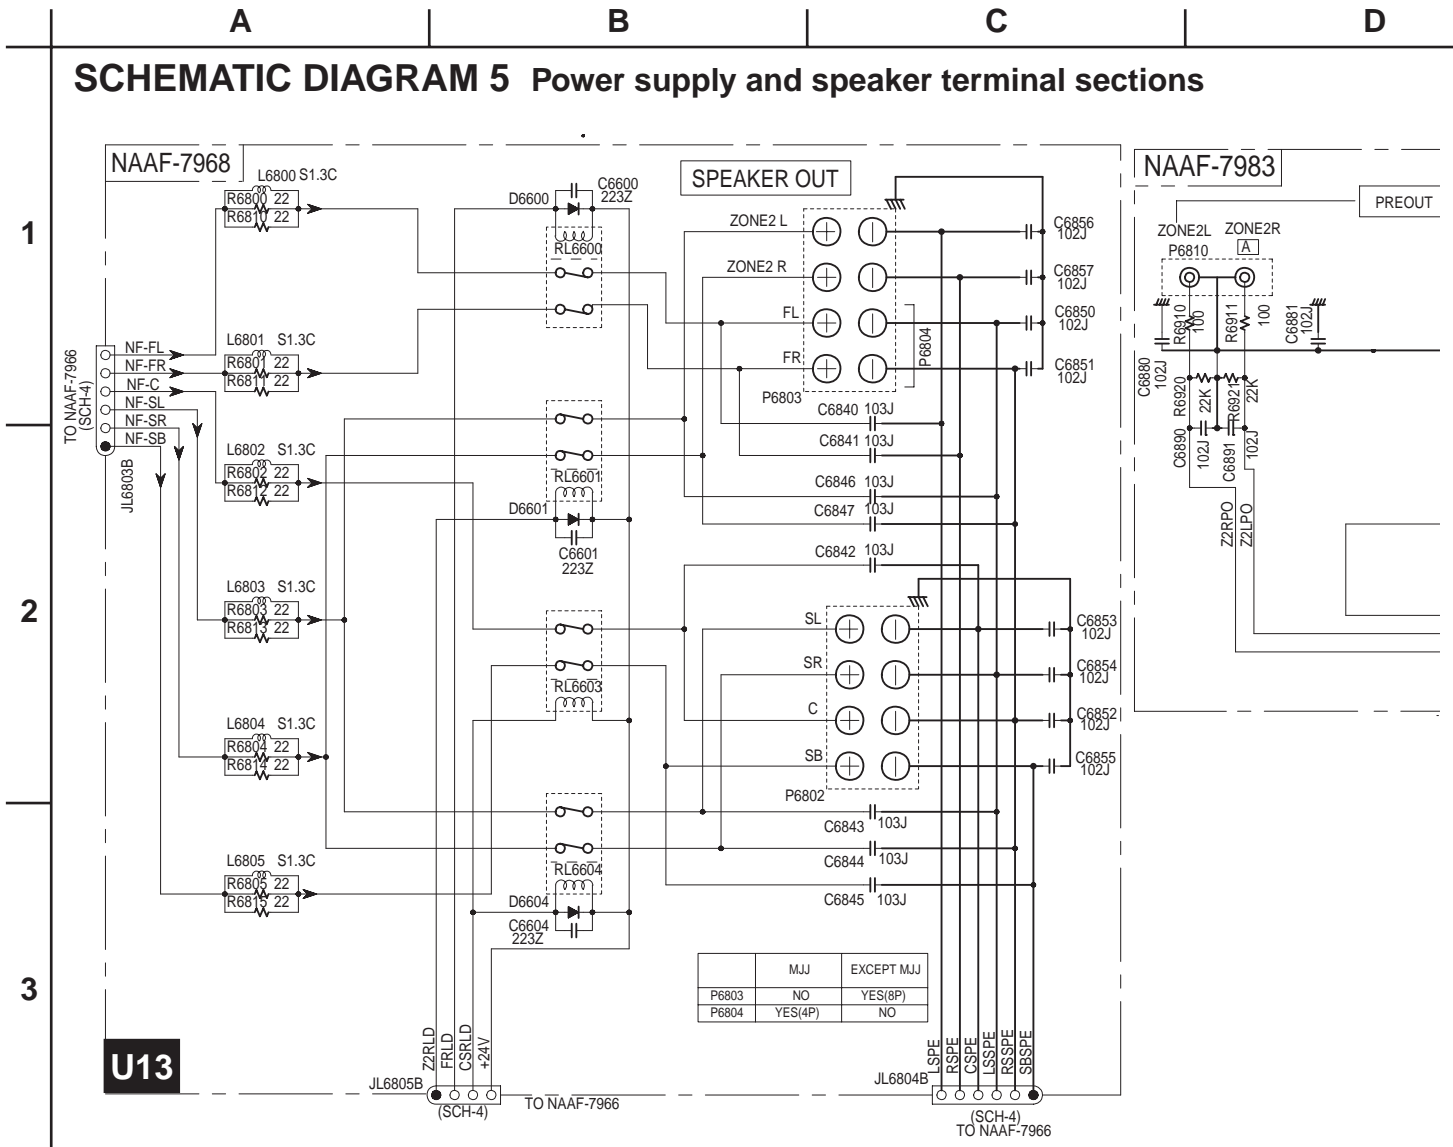 A B C D
SCHEMATIC DIAGRAM 5 Power supply and speaker terminal sections
1
2
3
NAAF-7968
L6800 S1.3C
R6800 22
R6810 22
L6801 S1.3C
R6801 22
R6811 22
TO NAAF-7966
(SCH-4)
NF-FL
NF-FR
NF-C
NF-SL
NF-SR
NF-SB
JL6803B
L6802 S1.3C
R6802 22
R6812 22
L6803 S1.3C
R6803 22
R6813 22
L6804 S1.3C
R6804 22
R6814 22
L6805 S1.3C
R6805 22
R6815 22
U13
D6600
C6600
223Z
RL6600
RL6601
D6601
C6601
223Z
RL6603
RL6604
D6604
C6604
223Z
SPEAKER OUT
ZONE2 L
ZONE2 R
FL
FR
P6803
P6804
C6856
102J
C6857
102J
C6850
102J
C6851
102J
C6840 103J
C6841 103J
C6846 103J
C6847 103J
C6842 103J
SL
SR
C
SB
P6802
C6853
102J
C6854
102J
C6852
102J
C6855
102J
C6843 103J
C6844 103J
C6845 103J
MJJ EXCEPT MJJ
P6803 NO YES(8P)
P6804 YES(4P) NO
Z2RLD
FRLD
CSRLD
+24V
JL6805B
(SCH-4)
TO NAAF-7966
LSPE
RSPE
CSPE
LSSPE
RSSPE
SBSPE
JL6804B
(SCH-4)
TO NAAF-7966
NAAF-7983
PREOUT
ZONE2L ZONE2R
P6810 A
R6910
100
R6911
100
C6881
102J
C6880
102J
R6920
22K
R6921
22K
C6890
102J
C6891
102J
Z2RPO
Z2LPO